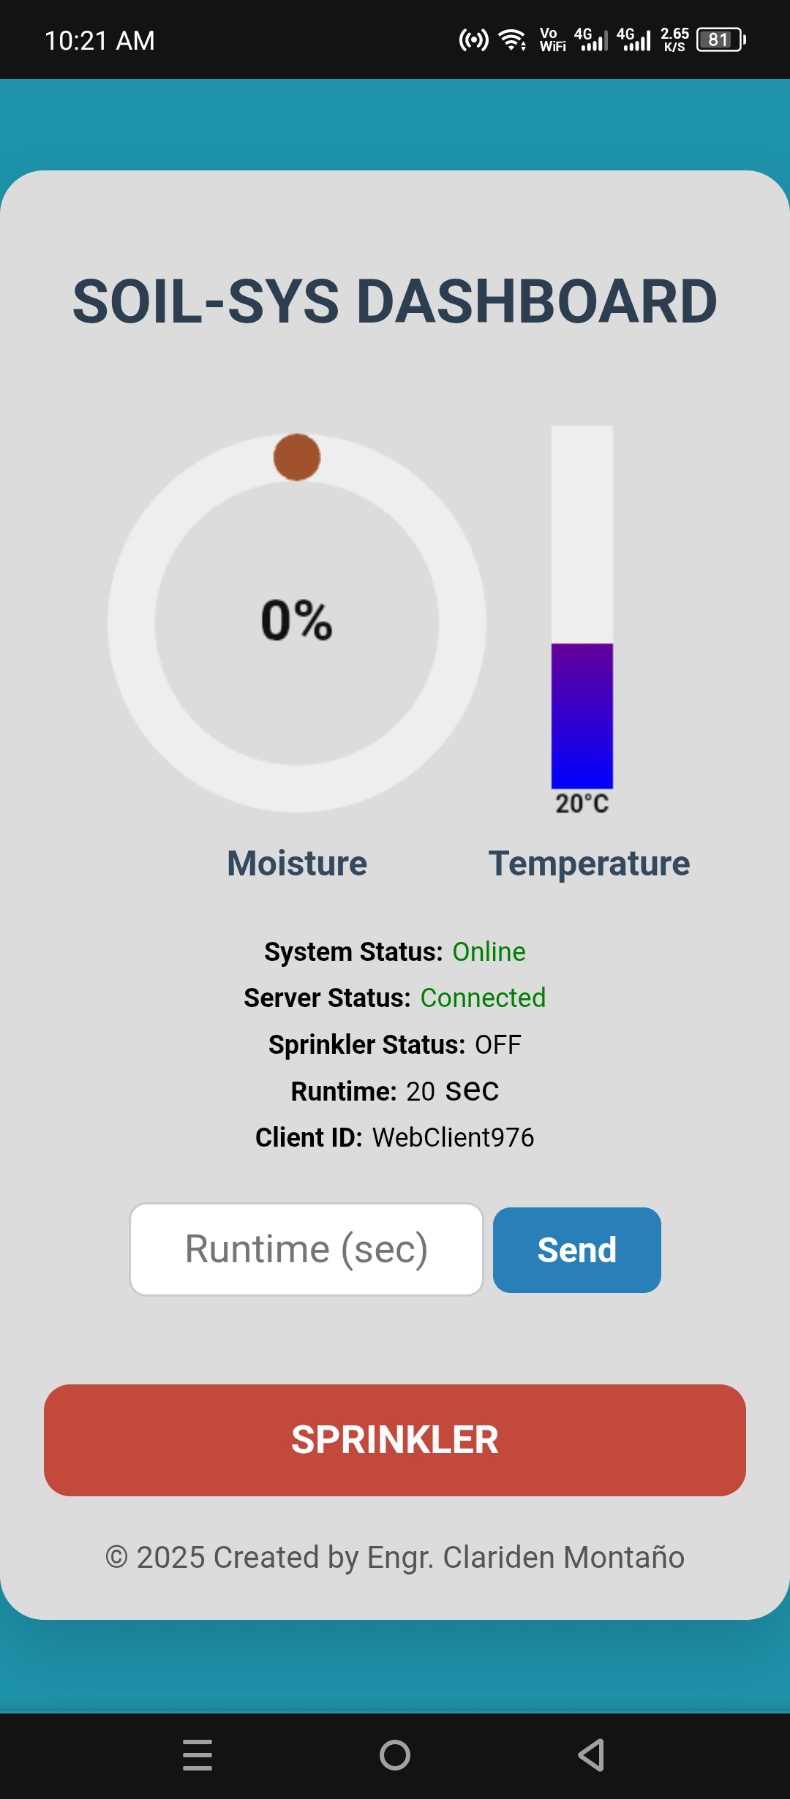 10:21 AM
Vo WiFi 4G 4G 2.65 K/S 81
SOIL-SYS DASHBOARD
0%
20°C
Moisture Temperature
System Status: Online
Server Status: Connected
Sprinkler Status: OFF
Runtime: 20 sec
Client ID: WebClient976
Runtime (sec) Send
SPRINKLER
© 2025 Created by Engr. Clariden Montaño